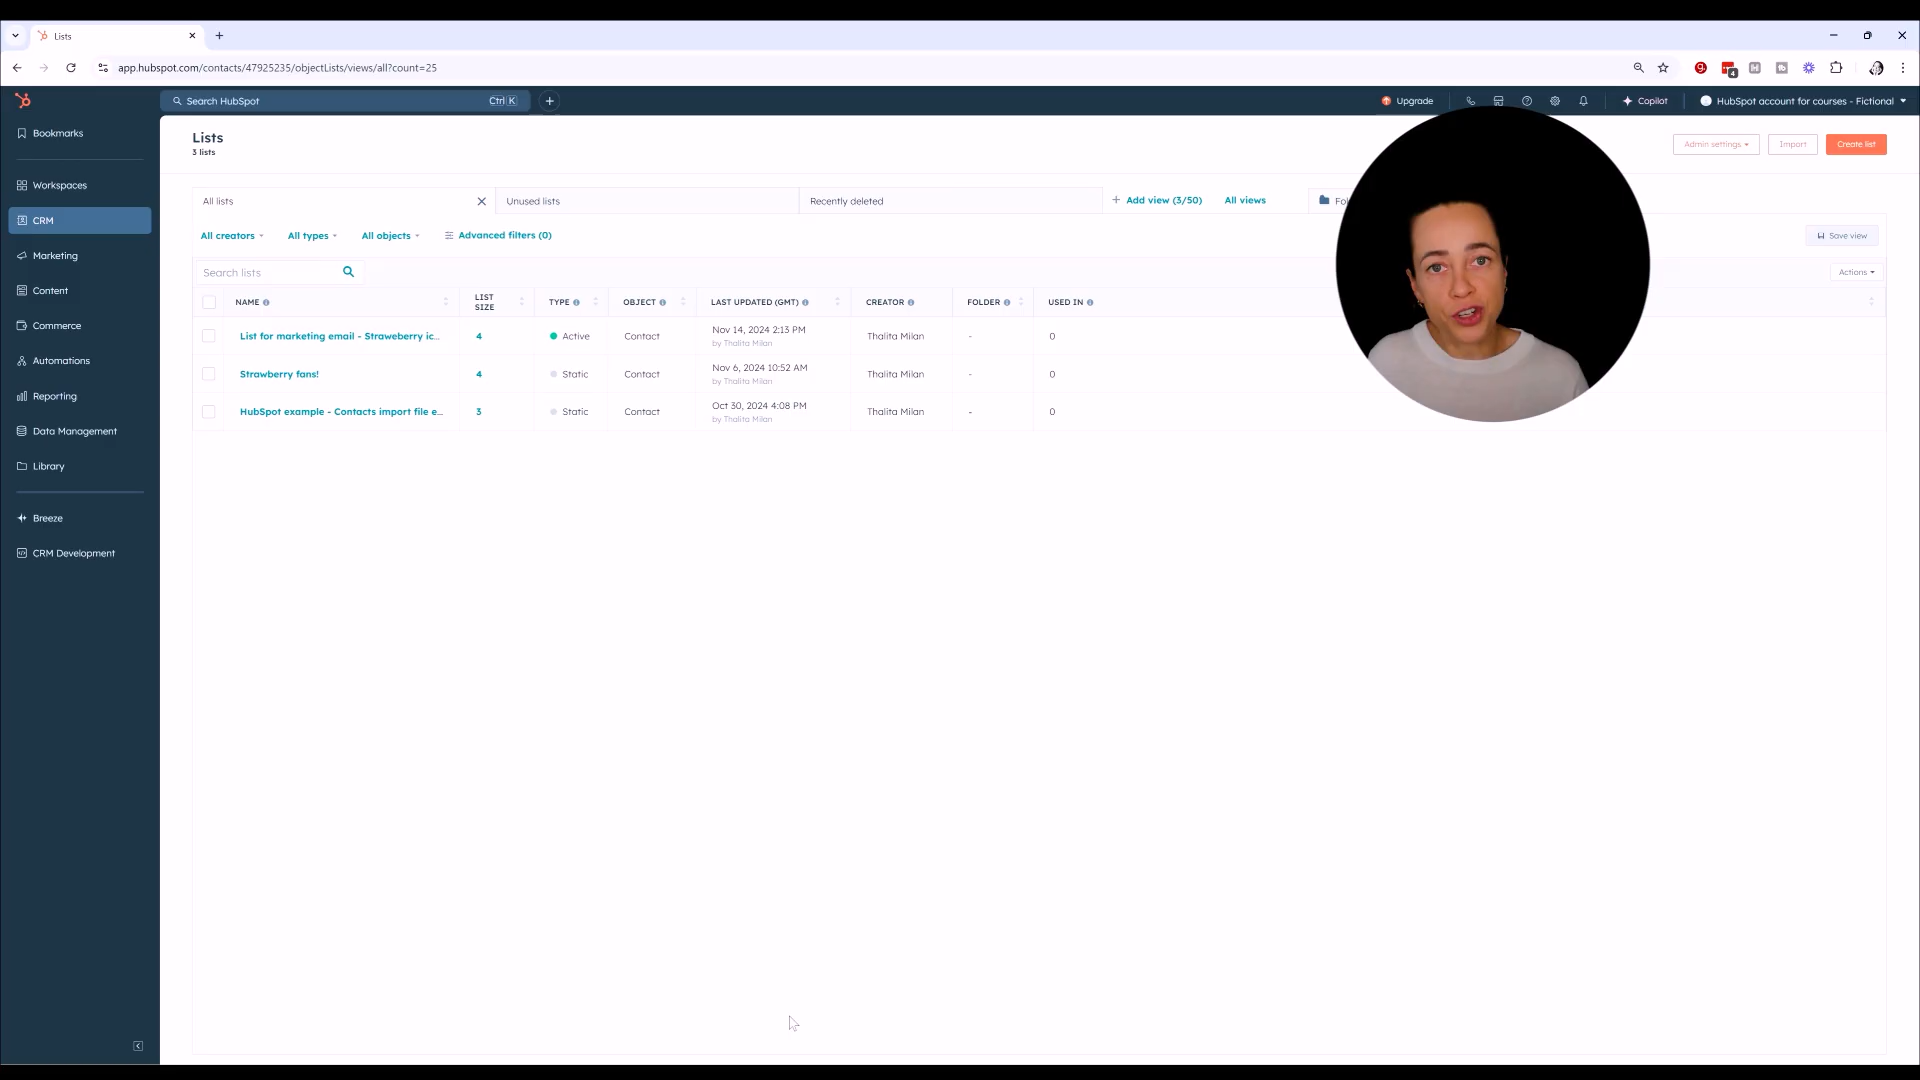 Lists
app.hubspot.com/contacts/47925235/objectLists/views/all?count=25
4
Search HubSpot
Ctrl K
Upgrade
Copilot
HubSpot account for courses - Fictional
Bookmarks
Workspaces
CRM
Marketing
Content
Commerce
Automations
Reporting
Data Management
Library
Breeze
CRM Development
Lists
3 lists
Admin settings
Import
Create list
All lists
Unused lists
Recently deleted
+ Add view (3/50)
All views
All creators
All types
All objects
Advanced filters (0)
Save view
Search lists
Actions
NAME
LIST
SIZE
TYPE
OBJECT
LAST UPDATED (GMT)
CREATOR
FOLDER
USED IN
List for marketing email - Straweberry ic...
4
Active
Contact
Nov 14, 2024 2:13 PM
by Thalita Milan
Thalita Milan
-
0
Strawberry fans!
4
Static
Contact
Nov 6, 2024 10:52 AM
by Thalita Milan
Thalita Milan
-
0
HubSpot example - Contacts import file e...
3
Static
Contact
Oct 30, 2024 4:08 PM
by Thalita Milan
Thalita Milan
-
0